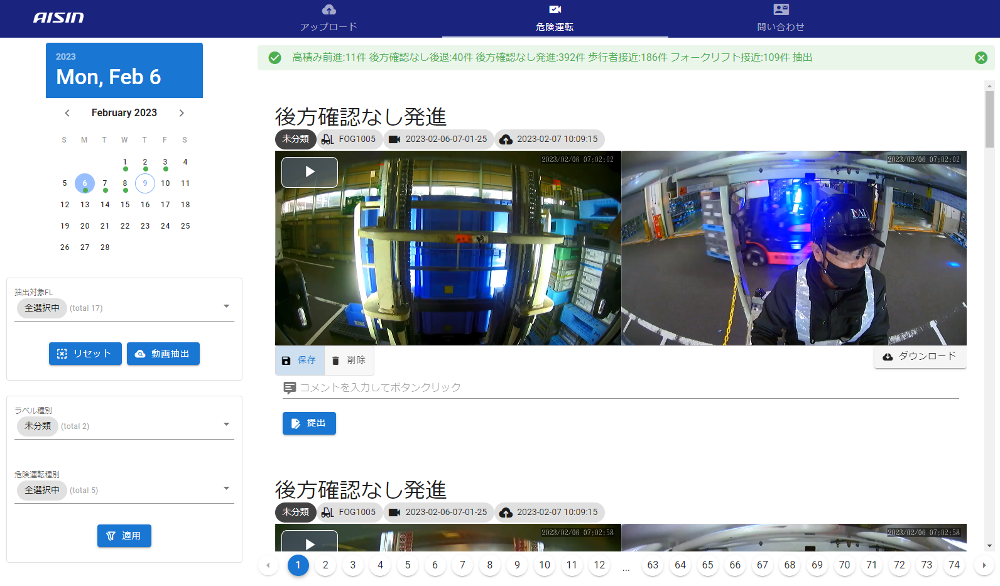 AISIN
アップロード
危険運転
問い合わせ
2023
Mon, Feb 6
February 2023
S M T W T F S
1 2 3 4
5 6 7 8 9 10 11
12 13 14 15 16 17 18
19 20 21 22 23 24 25
26 27 28
抽出対象FL
全選択中 (total 17)
リセット 動画抽出
ラベル種別
未分類 (total 2)
危険運転種別
全選択中 (total 5)
適用
高積み前進:11件 後方確認なし後退:40件 後方確認なし発進:392件 歩行者接近:186件 フォークリフト接近:109件 抽出
後方確認なし発進
未分類 FOG1005 2023-02-06-07-01-25 2023-02-07 10:09:15
2023/02/06 07:02:02 2023/02/06 07:02:02
保存 削除 ダウンロード
コメントを入力してボタンクリック
提出
後方確認なし発進
未分類 FOG1005 2023-02-06-07-01-25 2023-02-07 10:09:15
2023/02/06 07:02:58 2023/02/06 07:02:58
1 2 3 4 5 6 7 8 9 10 11 12 ... 63 64 65 66 67 68 69 70 71 72 73 74